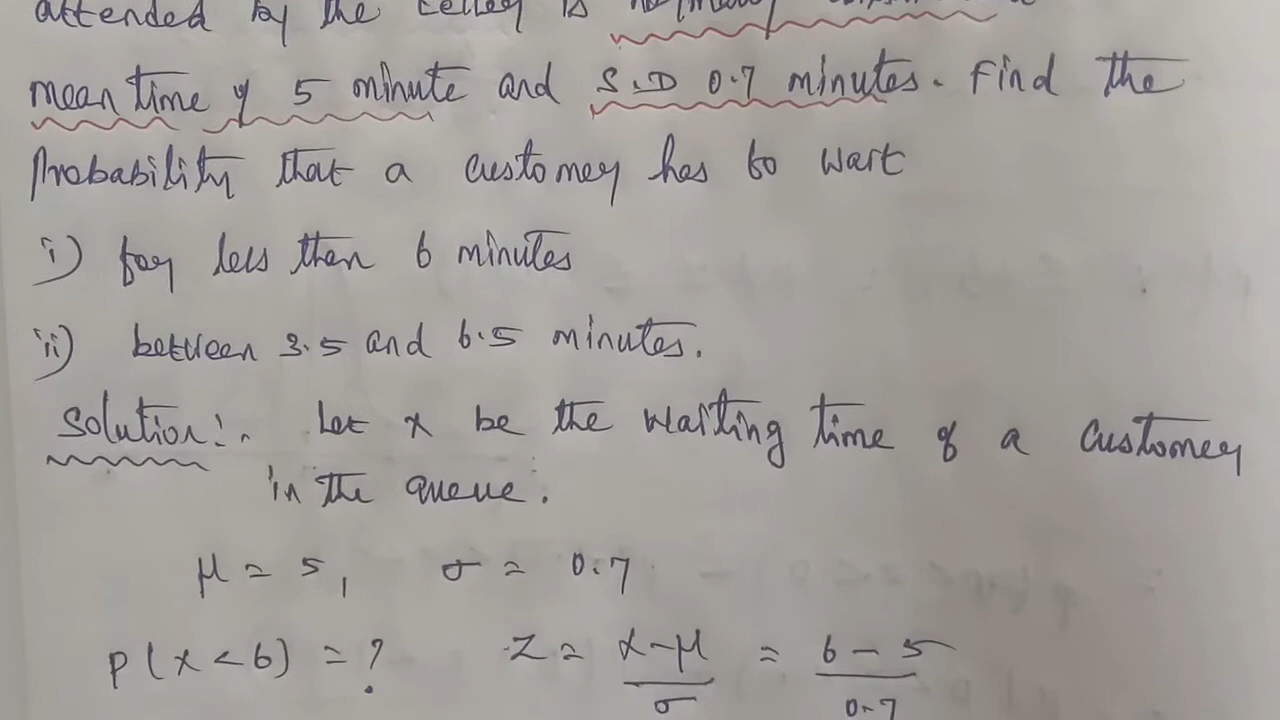 attended by the teller is
mean time of 5 minute and S.D 0.7 minutes. Find the
Probability that a customer has to wait
i) for less than 6 minutes
ii) between 3.5 and 6.5 minutes.
Solution:. Let x be the waiting time of a customer
in the queue.
μ = 5, σ = 0.7
P(x < 6) = ? Z = x-μ/σ = 6-5/0.7